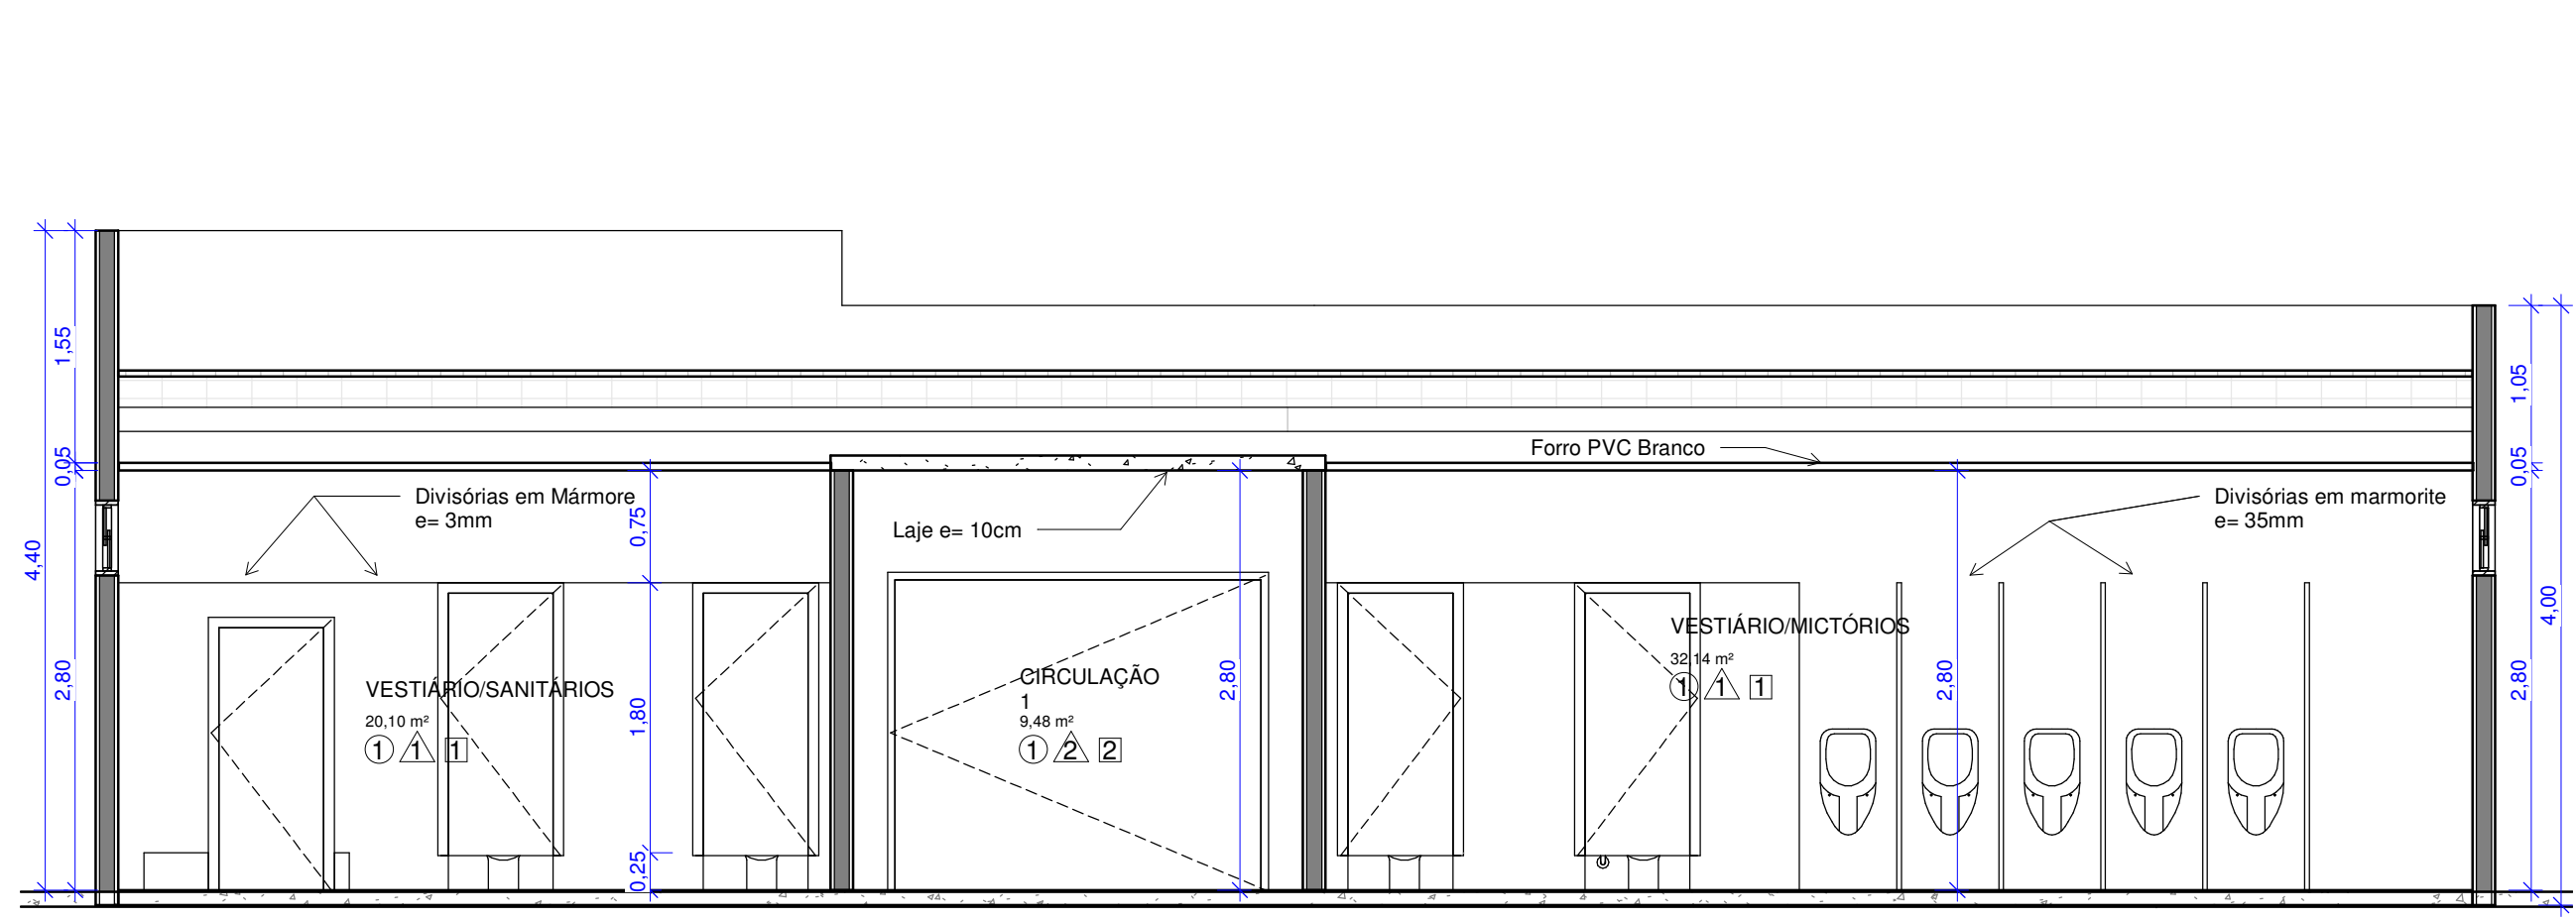 1,55
0,05
4,40
2,80
Divisórias em Mármore
e= 3mm
0,75
1,80
0,25
VESTIÁRIO/SANITÁRIOS
20,10 m²
1 1 1
Laje e= 10cm
CIRCULAÇÃO
1
9,48 m²
1 2 2
2,80
Forro PVC Branco
VESTIÁRIO/MICTÓRIOS
32,14 m²
1 1 1
2,80
Divisórias em marmorite
e= 35mm
1,05
0,05
4,00
2,80